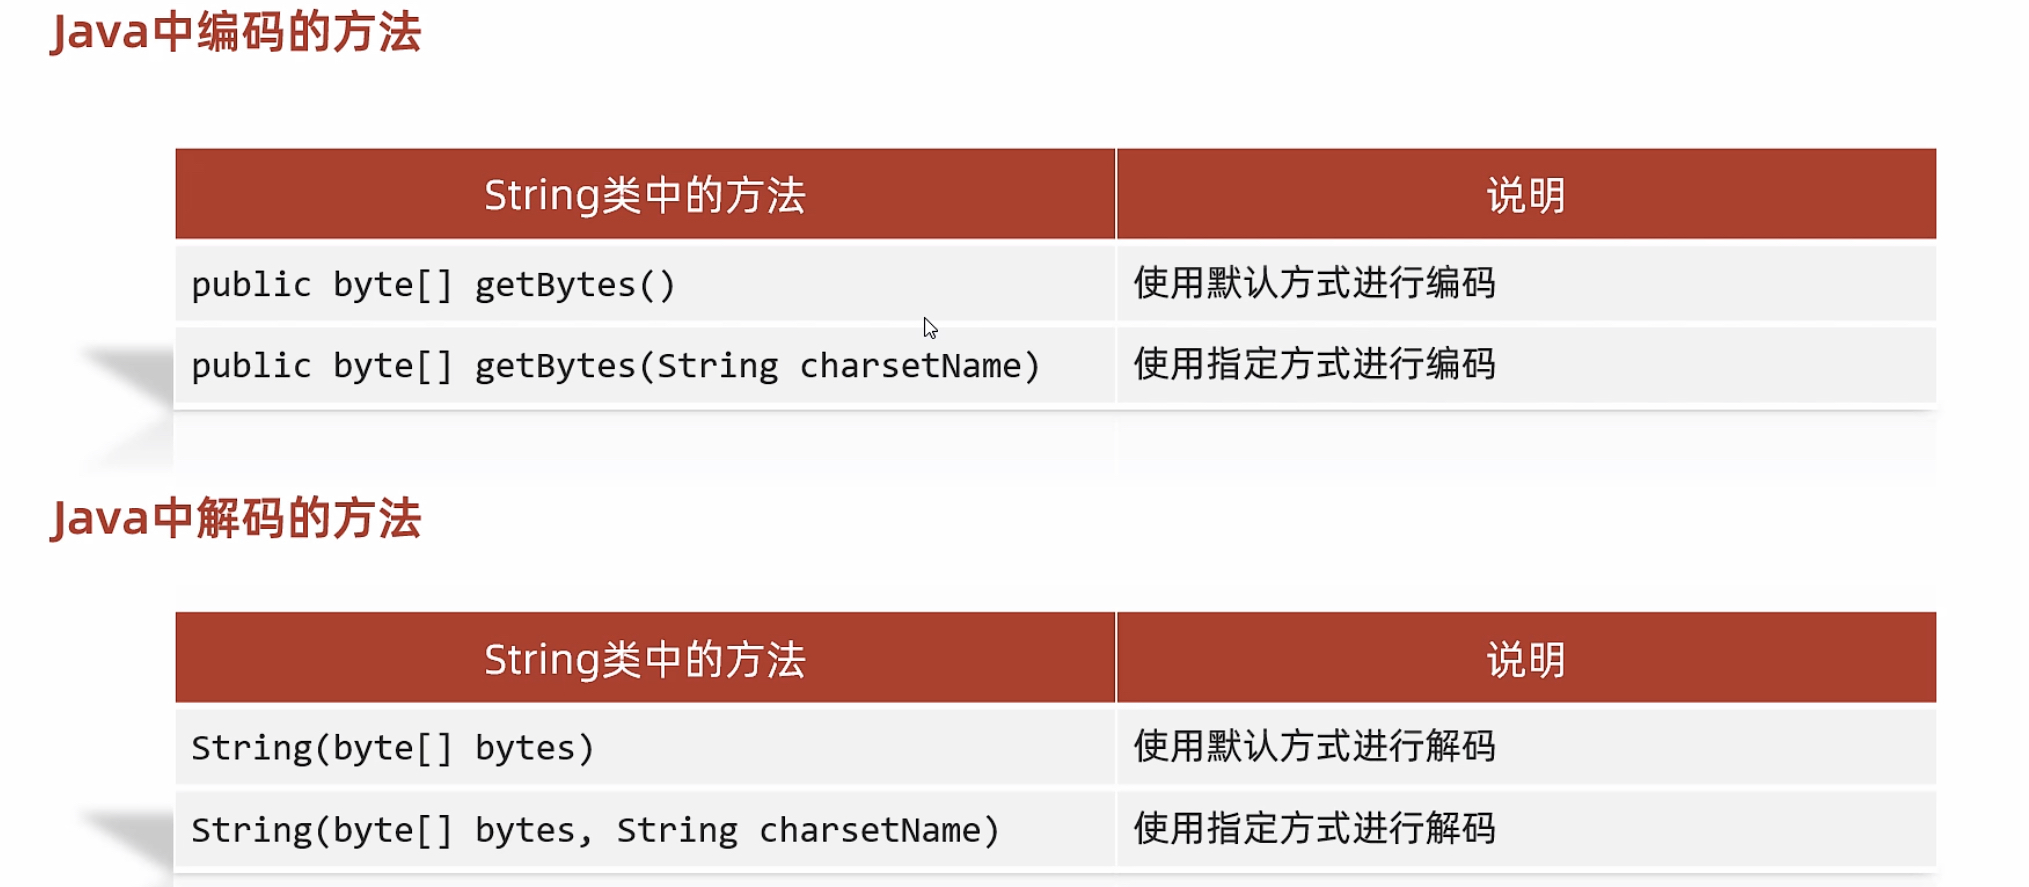 Java中编码的方法
String类中的方法 说明
public byte[] getBytes() 使用默认方式进行编码
public byte[] getBytes(String charsetName) 使用指定方式进行编码
Java中解码的方法
String类中的方法 说明
String(byte[] bytes) 使用默认方式进行解码
String(byte[] bytes, String charsetName) 使用指定方式进行解码